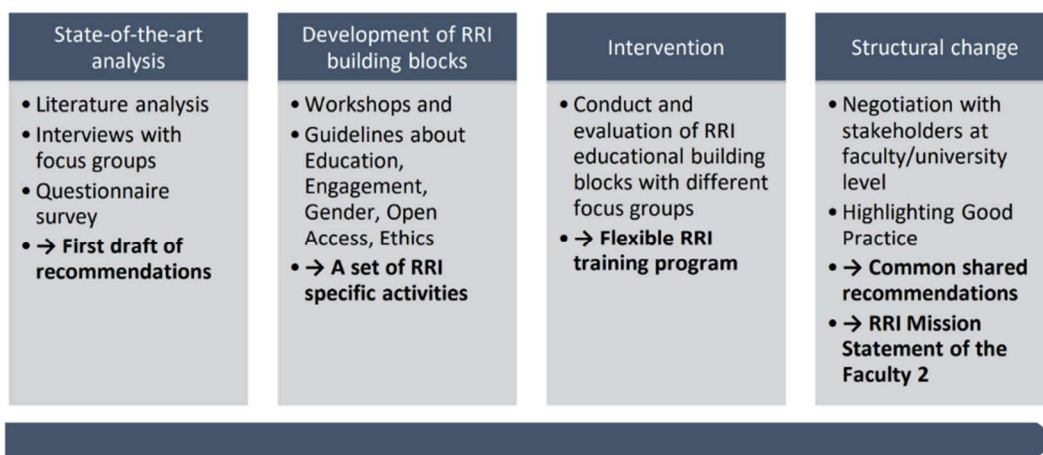 State-of-the-art
analysis
• Literature analysis
• Interviews with
focus groups
• Questionnaire
survey
• → First draft of
recommendations
Development of RRI
building blocks
• Workshops and
• Guidelines about
Education,
Engagement,
Gender, Open
Access, Ethics
• → A set of RRI
specific activities
Intervention
• Conduct and
evaluation of RRI
educational building
blocks with different
focus groups
• → Flexible RRI
training program
Structural change
• Negotiation with
stakeholders at
faculty/university
level
• Highlighting Good
Practice
• → Common shared
recommendations
• → RRI Mission
Statement of the
Faculty 2